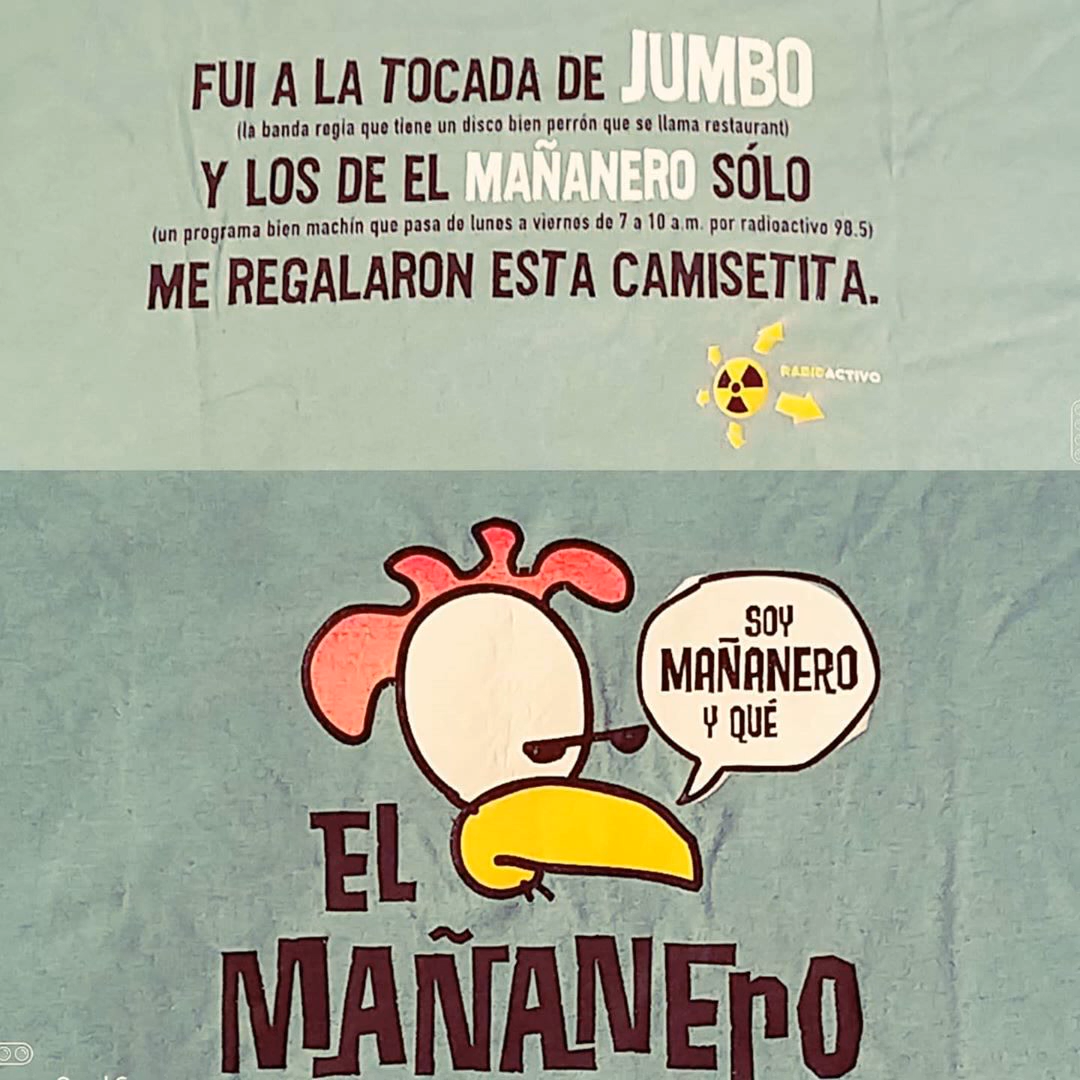 FUI A LA TOCADA DE JUMBO
(la banda regia que tiene un disco bien perrón que se llama restaurant)
Y LOS DE EL MAÑANERO SÓLO
(un programa bien machín que pasa de lunes a viernes de 7 a 10 a.m. por radioactivo 98.5)
ME REGALARON ESTA CAMISETITA.
RADIOACTIVO
SOY
MAÑANERO
Y QUÉ
EL
MAÑANErO